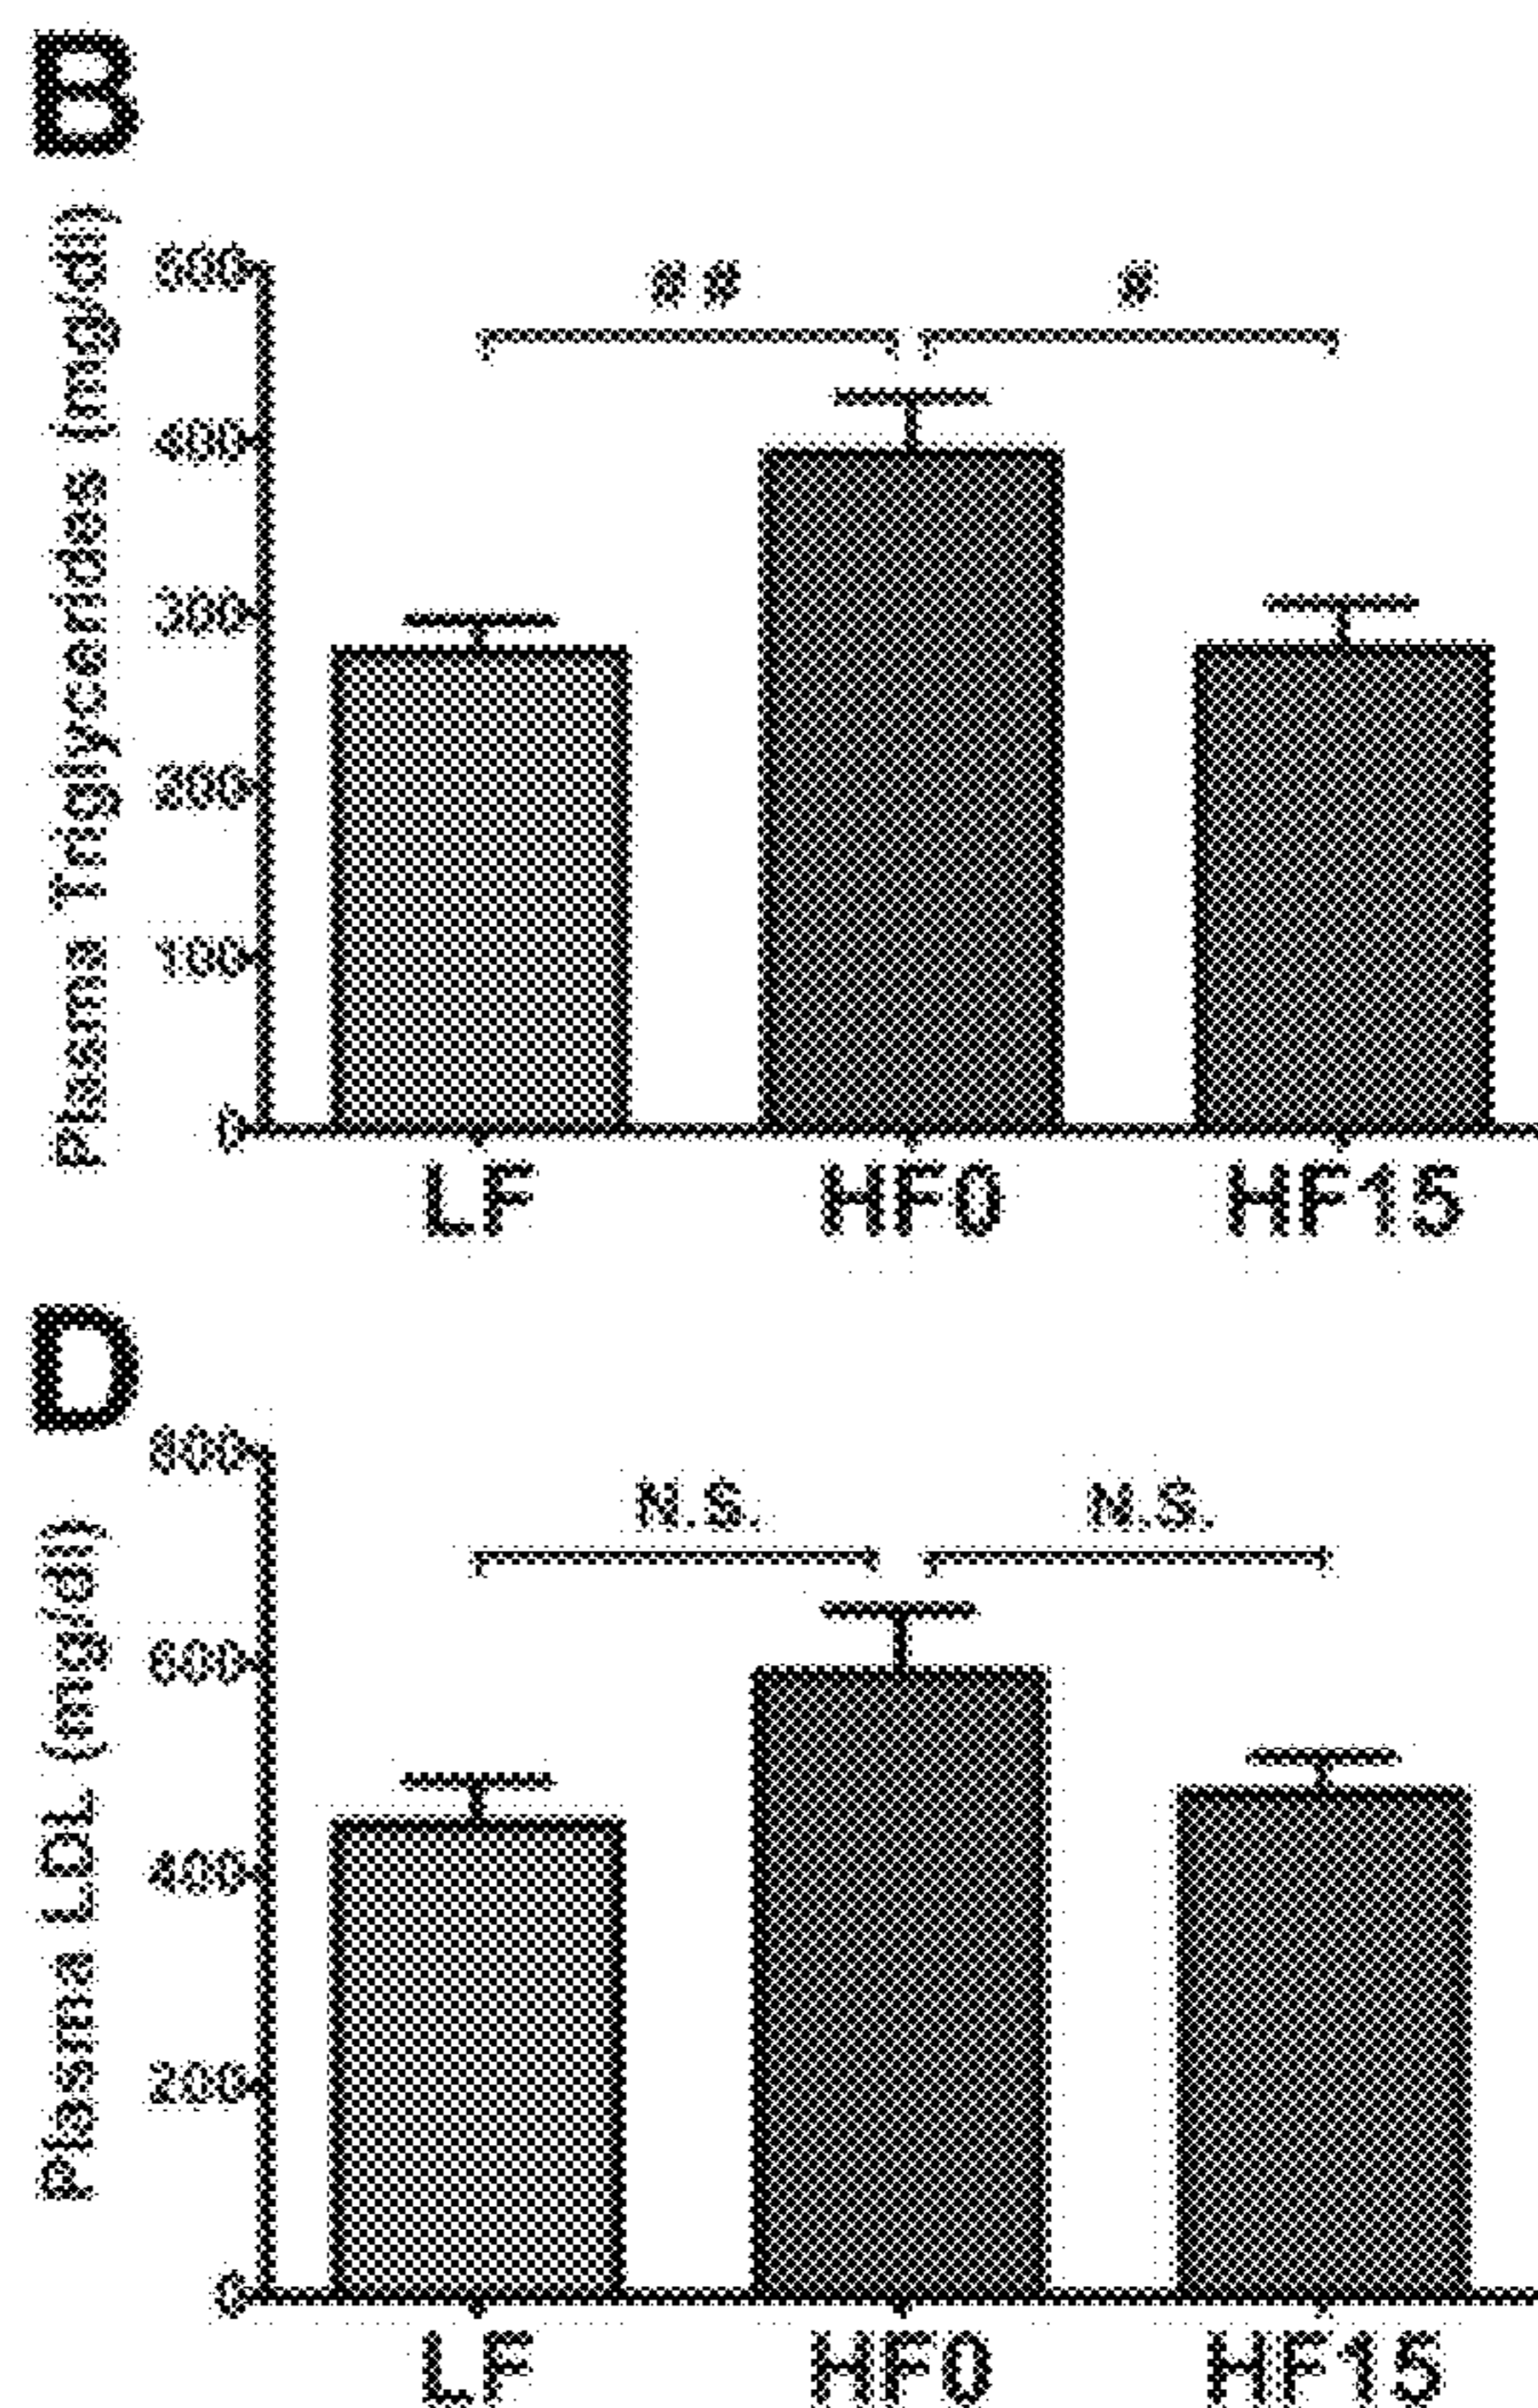 B
Plasma Triglycerides (mg/dl)
500
400
300
200
100
0
## #
LF HF0 HF15
D
Plasma LDL (mg/dl)
800
600
400
200
0
N.S. N.S.
LF HF0 HF15